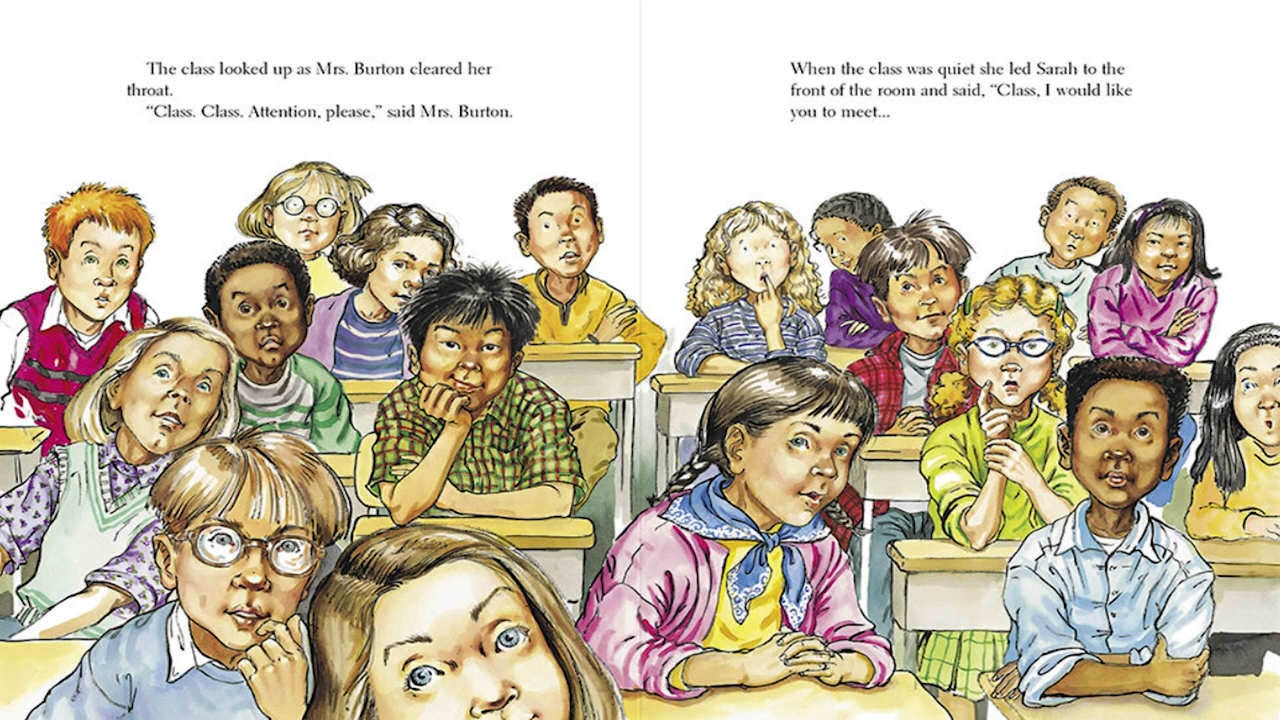 The class looked up as Mrs. Burton cleared her
throat.
“Class. Class. Attention, please,” said Mrs. Burton.
When the class was quiet she led Sarah to the
front of the room and said, “Class, I would like
you to meet...